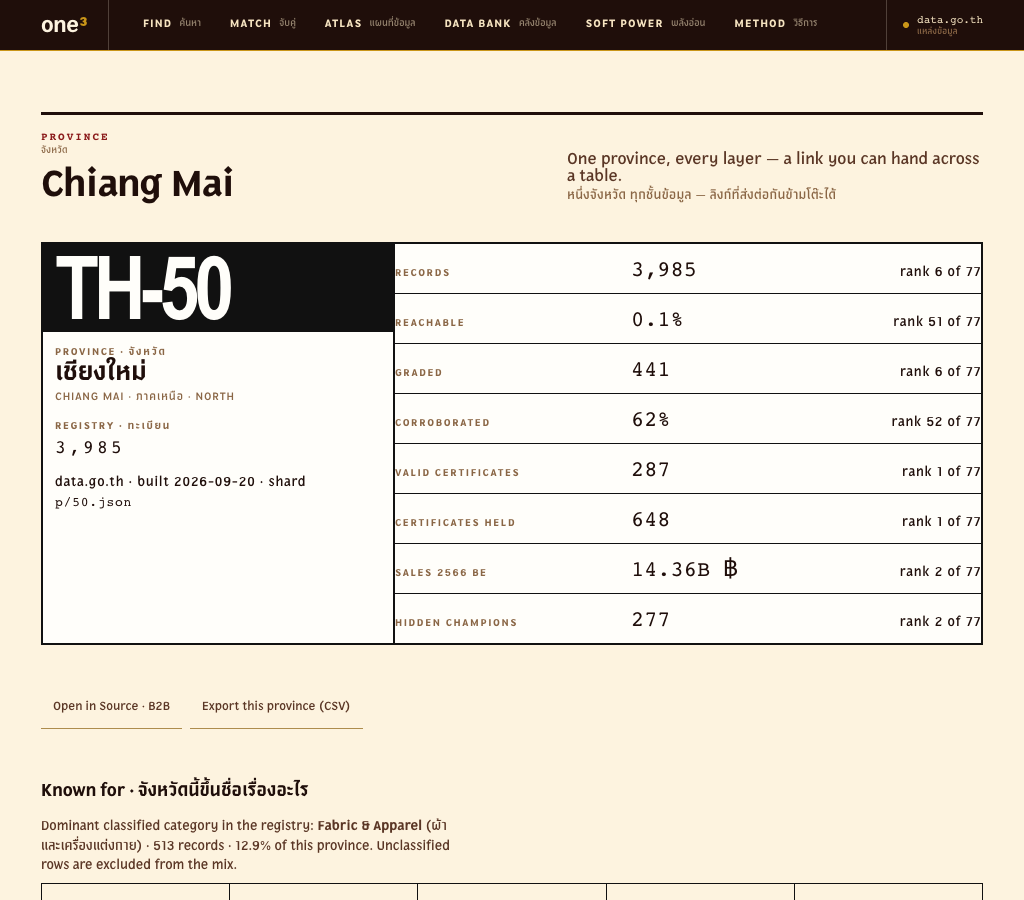 one³
FIND ค้นหา
MATCH จับคู่
ATLAS แผนที่ข้อมูล
DATA BANK คลังข้อมูล
SOFT POWER พลังอ่อน
METHOD วิธีการ
data.go.th
แหล่งข้อมูล
PROVINCE
จังหวัด
Chiang Mai
One province, every layer — a link you can hand across
a table.
หนึ่งจังหวัด ทุกชั้นข้อมูล — ลิงก์ที่ส่งต่อกันข้ามโต๊ะได้
TH-50
PROVINCE · จังหวัด
เชียงใหม่
CHIANG MAI · ภาคเหนือ · NORTH
REGISTRY · ทะเบียน
3,985
data.go.th · built 2026-09-20 · shard
p/50.json
RECORDS 3,985 rank 6 of 77
REACHABLE 0.1% rank 51 of 77
GRADED 441 rank 6 of 77
CORROBORATED 62% rank 52 of 77
VALID CERTIFICATES 287 rank 1 of 77
CERTIFICATES HELD 648 rank 1 of 77
SALES 2566 BE 14.36B ฿ rank 2 of 77
HIDDEN CHAMPIONS 277 rank 2 of 77
Open in Source · B2B
Export this province (CSV)
Known for · จังหวัดนี้ขึ้นชื่อเรื่องอะไร
Dominant classified category in the registry: Fabric & Apparel (ผ้า
และเครื่องแต่งกาย) · 513 records · 12.9% of this province. Unclassified
rows are excluded from the mix.